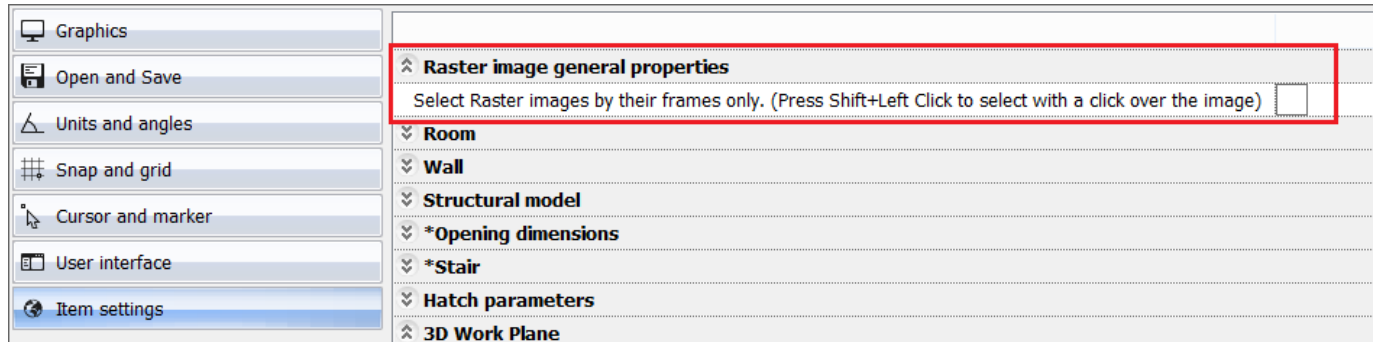 Graphics
Open and Save
Units and angles
Snap and grid
Cursor and marker
User interface
Item settings
Raster image general properties
Select Raster images by their frames only. (Press Shift+Left Click to select with a click over the image)
Room
Wall
Structural model
*Opening dimensions
*Stair
Hatch parameters
3D Work Plane